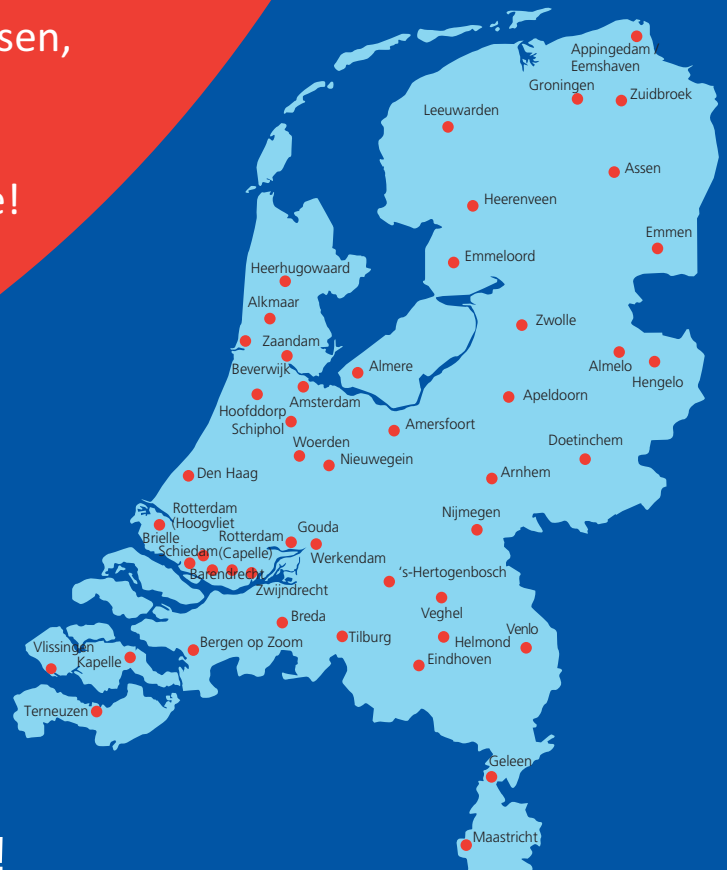 sen,
e!
Appingedam /
Eemshaven
Groningen
Zuidbroek
Leeuwarden
Assen
Heerenveen
Emmen
Emmeloord
Heerhugowaard
Alkmaar
Zwolle
Zaandam
Beverwijk
Almere
Almelo
Hengelo
Amsterdam
Apeldoorn
Hoofddorp
Schiphol
Amersfoort
Woerden
Doetinchem
Nieuwegein
Den Haag
Arnhem
Rotterdam
(Hoogvliet
Brielle
Nijmegen
Rotterdam
(Capelle)
Gouda
Schiedam
Werkendam
Barendrecht
's-Hertogenbosch
Zwijndrecht
Veghel
Breda
Venlo
Tilburg
Helmond
Bergen op Zoom
Vlissingen
Kapelle
Eindhoven
Terneuzen
Geleen
Maastricht
!